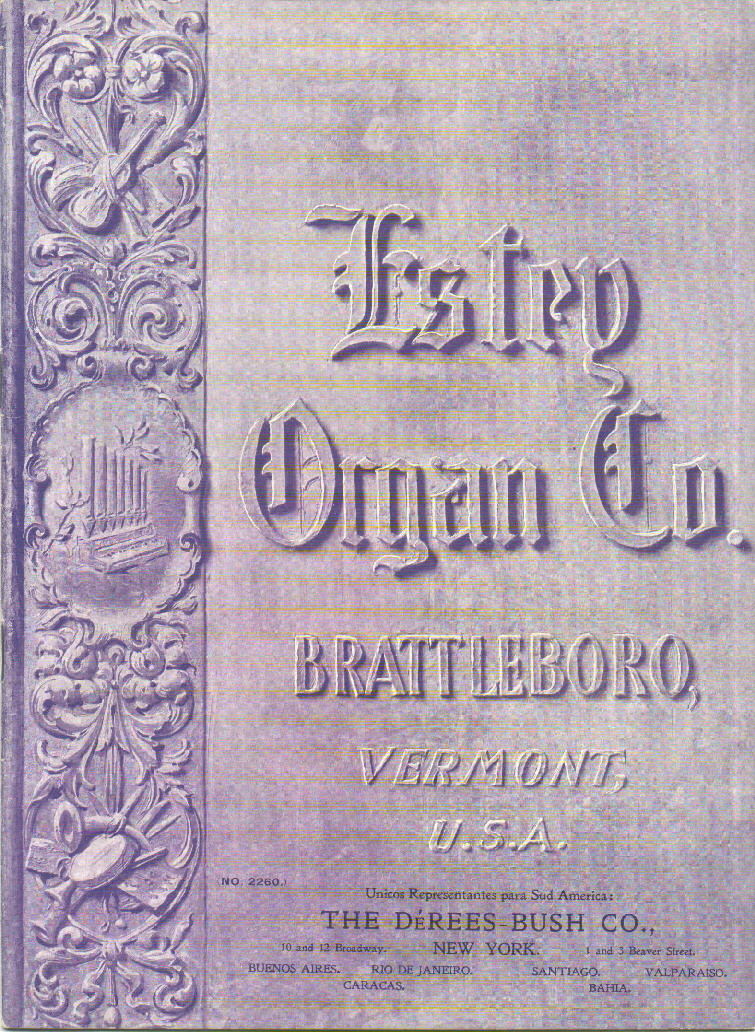 Estey
Organ Co.
BRATTLEBORO,
VERMONT,
U.S.A.
NO. 2260.)
Unicos Representantes para Sud America:
THE DéREES-BUSH CO.,
10 and 12 Broadway. NEW YORK. 1 and 3 Beaver Street.
BUENOS AIRES. RIO DE JANEIRO. SANTIAGO. VALPARAISO.
CARACAS. BAHIA.